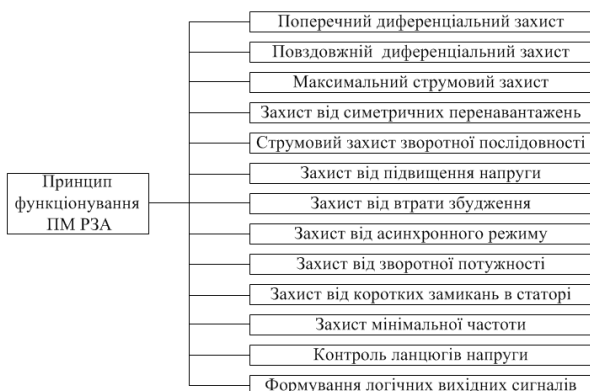 Поперечний диференціальний захист
Повздовжній диференціальний захист
Максимальний струмовий захист
Захист від симетричних перенавантажень
Струмовий захист зворотної послідовності
Захист від підвищення напруги
Принцип
функціонування
ПМ РЗА
Захист від втрати збудження
Захист від асинхронного режиму
Захист від зворотної потужності
Захист від коротких замикань в статорі
Захист мінімальної частоти
Контроль ланцюгів напруги
Формування логічних вихідних сигналів